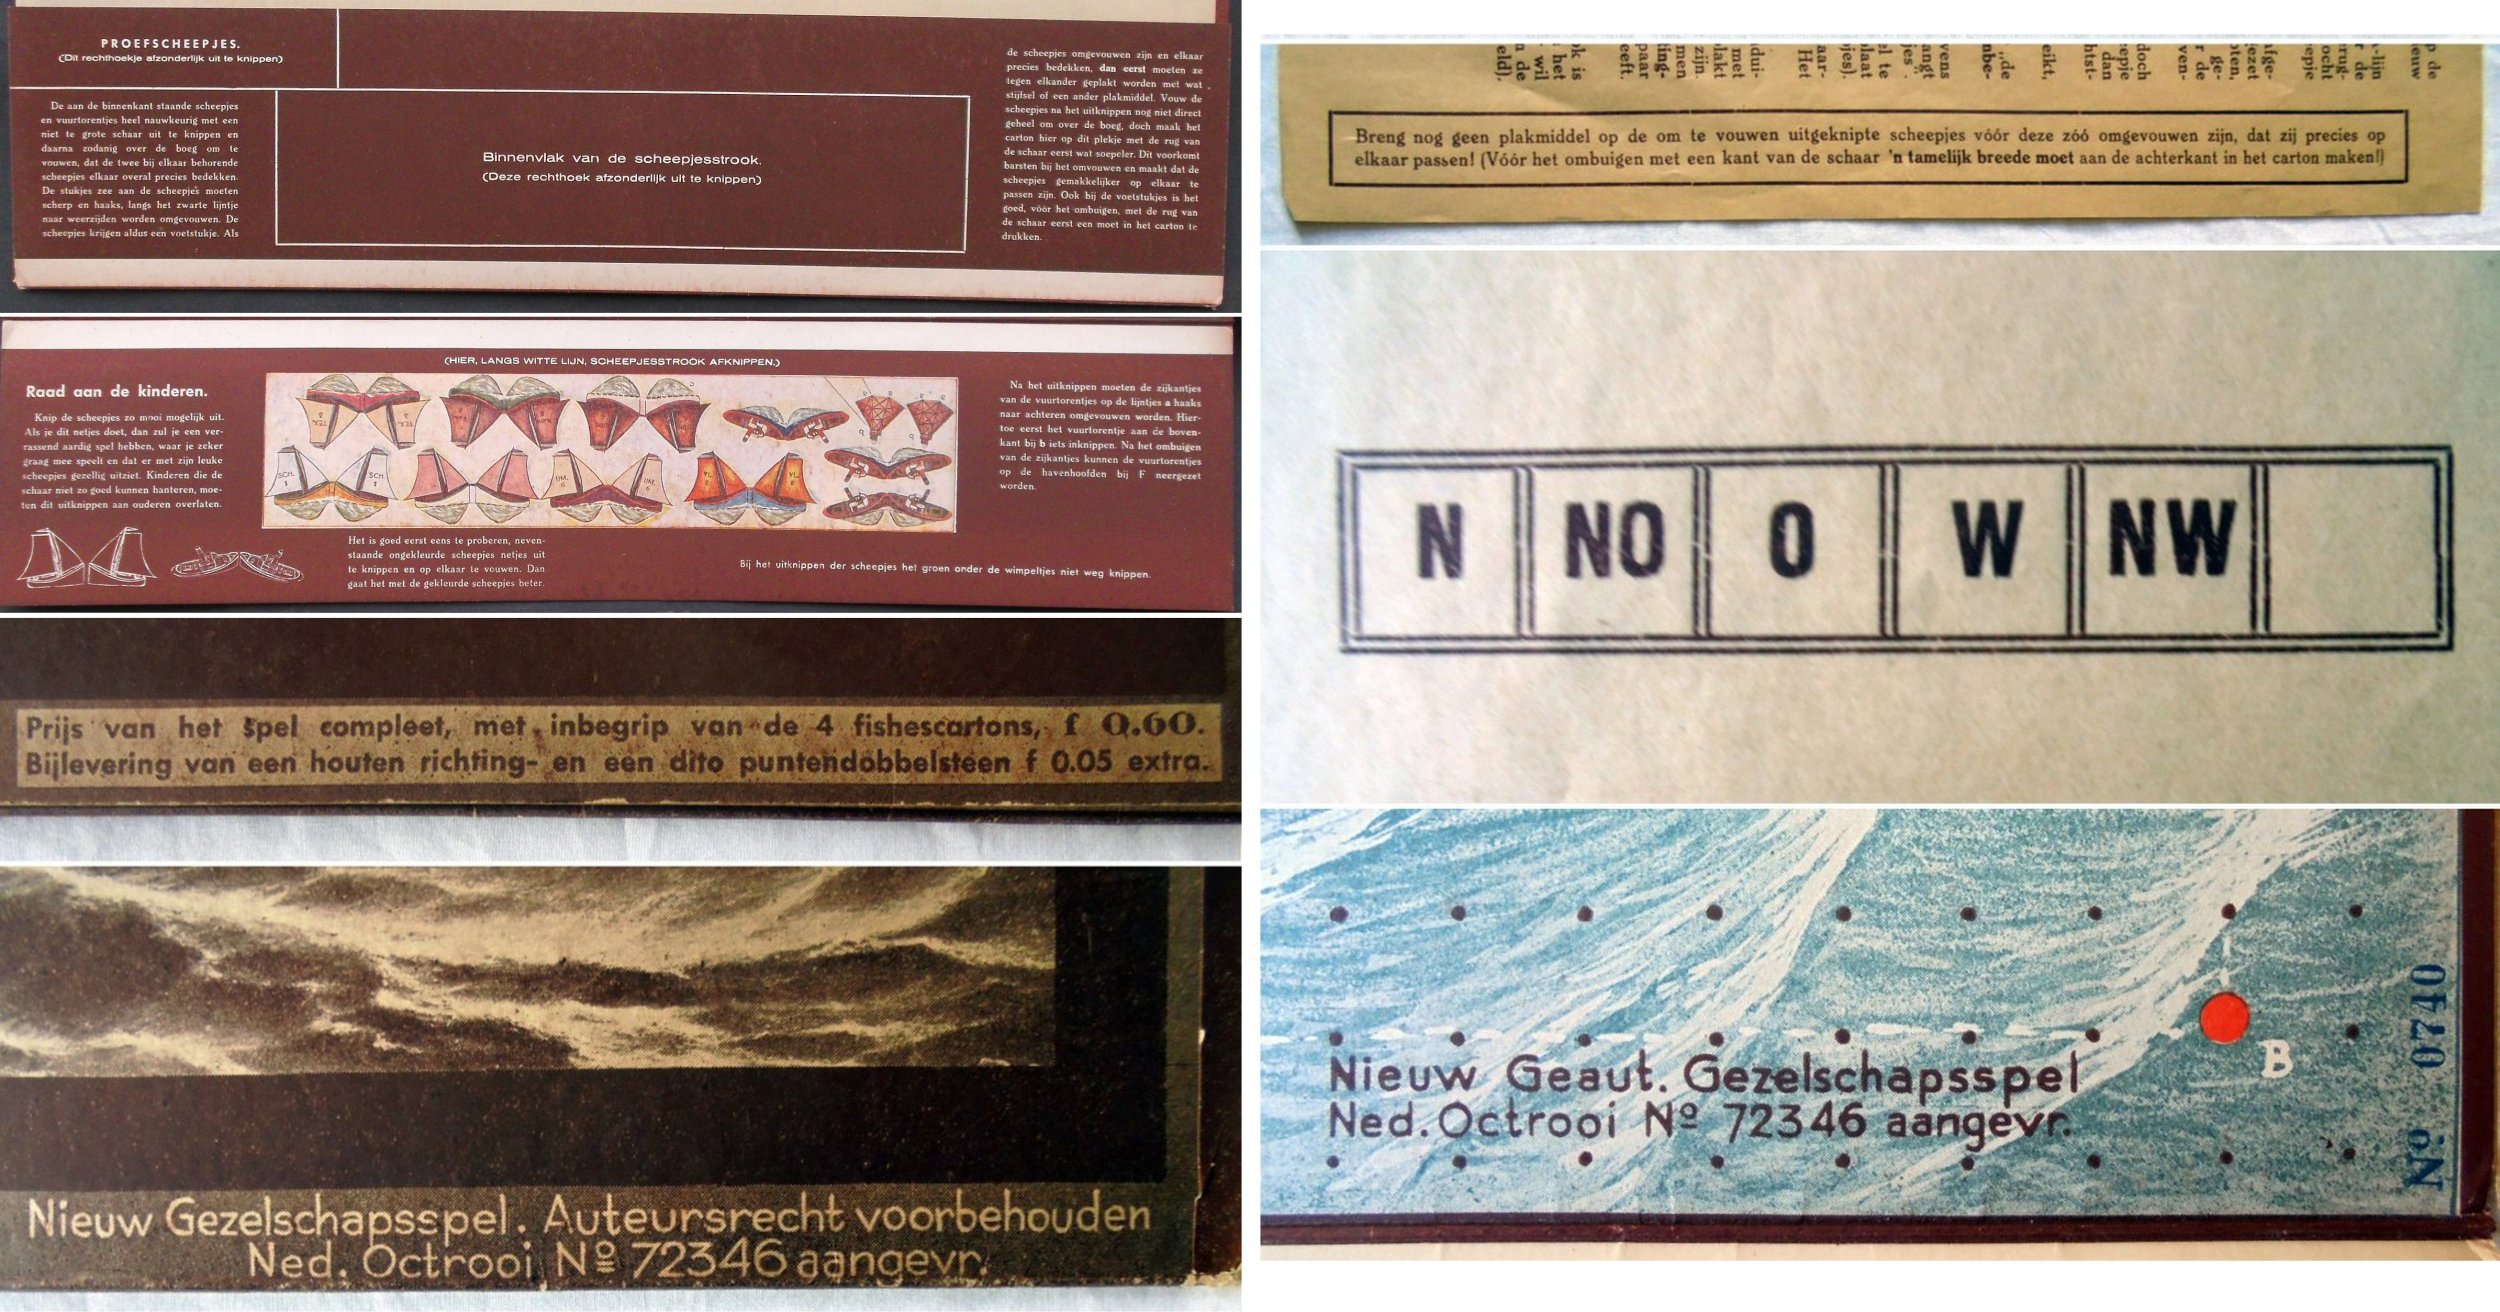 PROEFSCHEEPJES.
(Dit rechthoekje afzonderlijk uit te knippen)
De aan de binnenkant staande scheepjes
en vuurtorentjes heel nauwkeurig met een
niet te grote schaar uit te knippen en
daarna zodanig over de boeg om te
vouwen, dat de twee bij elkaar behorende
scheepjes elkaar overal precies bedekken.
De stukjes zee aan de scheepjes moeten
scherp en haaks, langs het zwarte lijntje
naar weerzijden worden omgevouwen. De
scheepjes krijgen aldus een voetstukje. Als
Binnenvlak van de scheepjesstrook.
(Deze rechthoek afzonderlijk uit te knippen)
de scheepjes omgevouwen zijn en elkaar
precies bedekken, dan eerst moeten ze
tegen elkander geplakt worden met wat
stijfsel of een ander plakmiddel. Vouw de
scheepjes na het uitknippen nog niet direct
geheel om over de boeg, doch maak het
carton hier op dit plekje met de rug van
de schaar eerst wat soepeler. Dit voorkomt
barsten bij het omvouwen en maakt dat de
scheepjes gemakkelijker op elkaar te
passen zijn. Ook bij de voetstukjes is het
goed, vóór het ombuigen, met de rug van
de schaar eerst een moet in het carton te
drukken.
(HIER, LANGS WITTE LIJN, SCHEEPJESSTROOK AFKNIPPEN.)
Raad aan de kinderen.
Knip de scheepjes zo mooi mogelijk uit.
Als je dit netjes doet, dan zul je een ver-
rassend aardig spel hebben, waar je zeker
graag mee speelt en dat er met zijn leuke
scheepjes gezellig uitziet. Kinderen die de
schaar niet zo goed kunnen hanteren, moe-
ten dit uitknippen aan ouderen overlaten.
SCH. 1
SCH. 1
IJM. 6
IJM. 6
VL. 2
VL. 2
Na het uitknippen moeten de zijkantjes
van de vuurtorentjes op de lijntjes a haaks
naar achteren omgevouwen worden. Hier-
toe eerst het vuurtorentje aan de boven-
kant bij b iets inknippen. Na het ombuigen
van de zijkantjes kunnen de vuurtorentjes
op de havenhoofden bij F neergezet
worden.
Het is goed eerst eens te proberen, neven-
staande ongekleurde scheepjes netjes uit
te knippen en op elkaar te vouwen. Dan
gaat het met de gekleurde scheepjes beter.
Bij het uitknippen der scheepjes het groen onder de wimpeltjes niet weg knippen.
Prijs van het spel compleet, met inbegrip van de 4 fishescartons, f 0.60.
Bijlevering van een houten richting- en een dito puntendobbelsteen f 0.05 extra.
Nieuw Gezelschapsspel. Auteursrecht voorbehouden
Ned. Octrooi Nº 72346 aangevr.
Breng nog geen plakmiddel op de om te vouwen uitgeknipte scheepjes vóór deze zóó omgevouwen zijn, dat zij precies op
elkaar passen! (Vóór het ombuigen met een kant van de schaar 'n tamelijk breede moet aan de achterkant in het carton maken!)
N NO O W NW
B
Nieuw Geaut. Gezelschapsspel
Ned. Octrooi Nº 72346 aangevr.
Nº. 0740